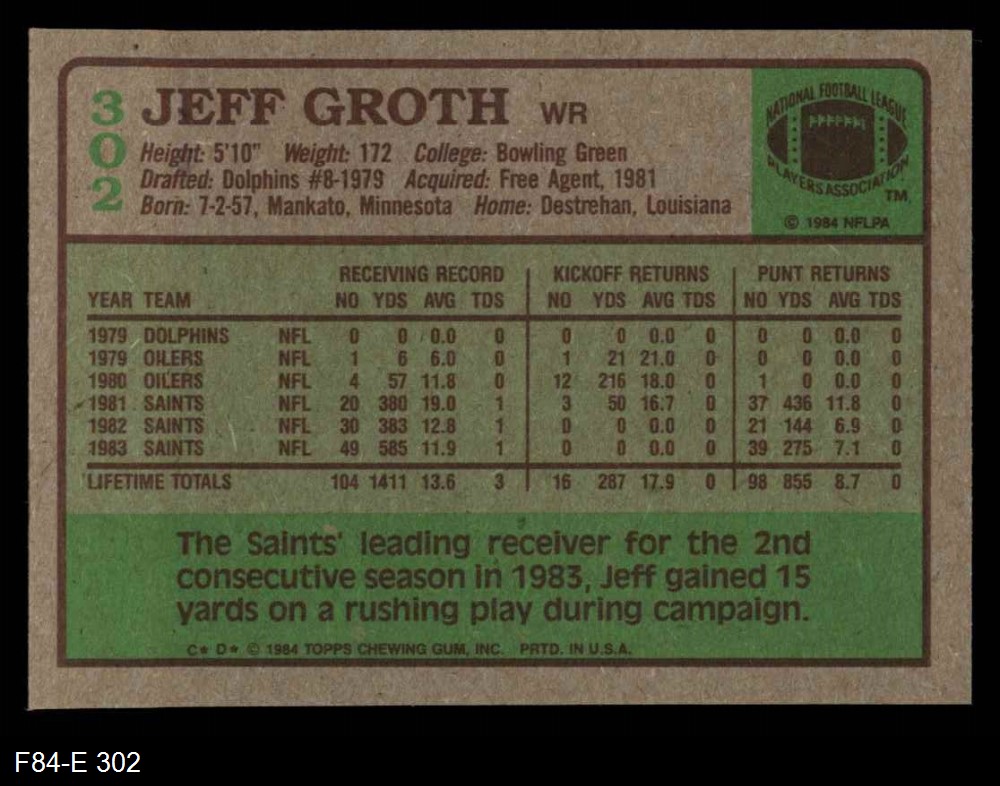 302
JEFF GROTH WR
Height: 5'10" Weight: 172 College: Bowling Green
Drafted: Dolphins #8-1979 Acquired: Free Agent, 1981
Born: 7-2-57, Mankato, Minnesota Home: Destrehan, Louisiana
NATIONAL FOOTBALL LEAGUE
PLAYERS ASSOCIATION
TM
© 1984 NFLPA
RECEIVING RECORD KICKOFF RETURNS PUNT RETURNS
YEAR TEAM NO YDS AVG TDS NO YDS AVG TDS NO YDS AVG TDS
1979 DOLPHINS NFL 0 0 0.0 0 0 0 0.0 0 0 0 0.0 0
1979 OILERS NFL 1 6 6.0 0 1 21 21.0 0 0 0 0.0 0
1980 OILERS NFL 4 57 11.8 0 12 216 18.0 0 1 0 0.0 0
1981 SAINTS NFL 20 380 19.0 1 3 50 16.7 0 37 436 11.8 0
1982 SAINTS NFL 30 383 12.8 1 0 0 0.0 0 21 144 6.9 0
1983 SAINTS NFL 49 585 11.9 1 0 0 0.0 0 39 275 7.1 0
LIFETIME TOTALS 104 1411 13.6 3 16 287 17.9 0 98 855 8.7 0
The Saints' leading receiver for the 2nd
consecutive season in 1983, Jeff gained 15
yards on a rushing play during campaign.
C* D* © 1984 TOPPS CHEWING GUM, INC. PRTD. IN U.S.A.
F84-E 302